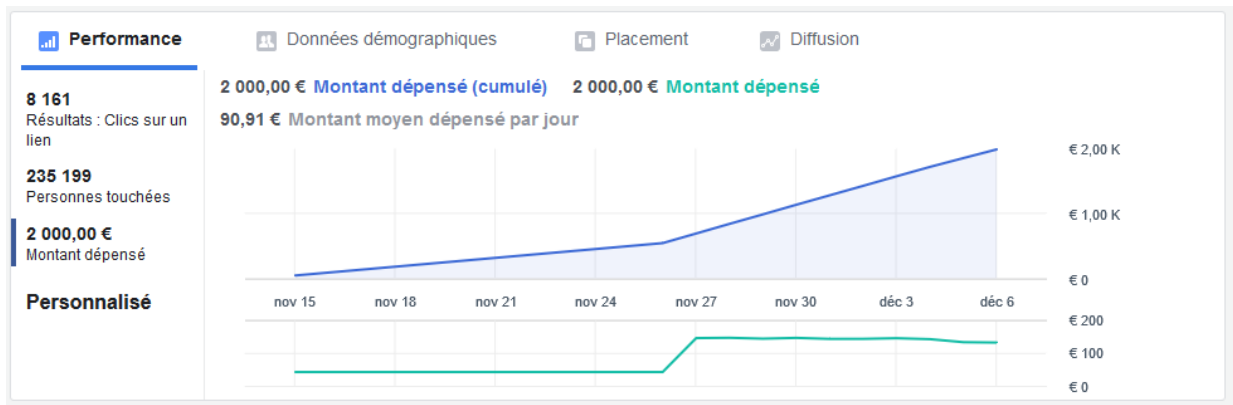 Performance
Données démographiques
Placement
Diffusion
8 161
Résultats : Clics sur un
lien
235 199
Personnes touchées
2 000,00 €
Montant dépensé
Personnalisé
2 000,00 € Montant dépensé (cumulé) 2 000,00 € Montant dépensé
90,91 € Montant moyen dépensé par jour
€ 2,00 K
€ 1,00 K
€ 0
nov 15 nov 18 nov 21 nov 24 nov 27 nov 30 déc 3 déc 6
€ 200
€ 100
€ 0